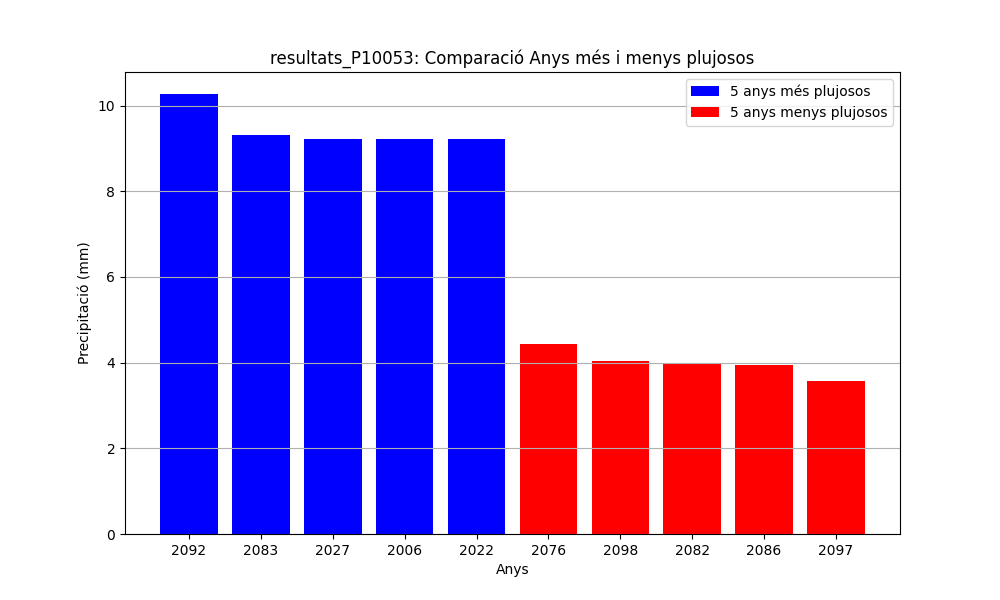 resultats_P10053: Comparació Anys més i menys plujosos
5 anys més plujosos
5 anys menys plujosos
Precipitació (mm)
10
8
6
4
2
0
2092 2083 2027 2006 2022 2076 2098 2082 2086 2097
Anys